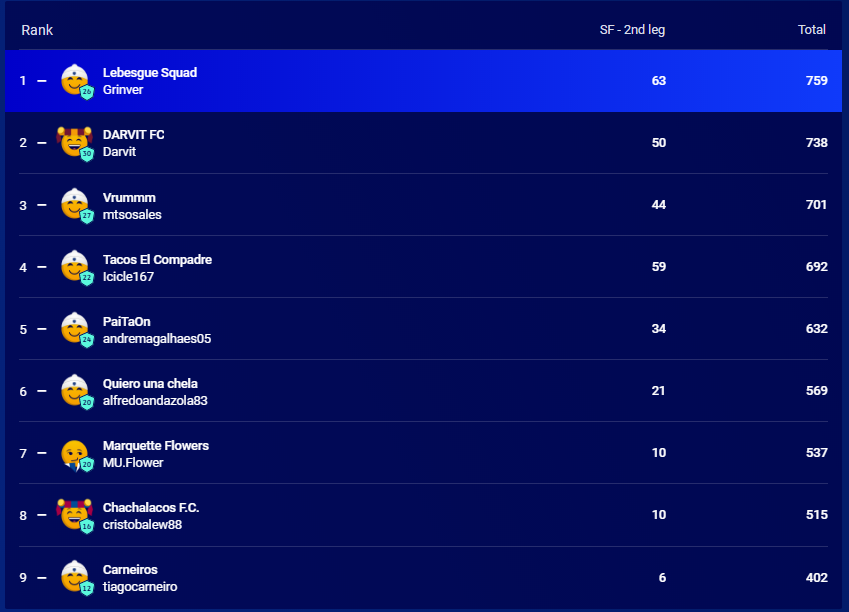 Rank SF - 2nd leg Total
1 – 26 Lebesgue Squad 63 759
Grinver
2 – 30 DARVIT FC 50 738
Darvit
3 – 27 Vrummm 44 701
mtsosales
4 – 22 Tacos El Compadre 59 692
Icicle167
5 – 24 PaiTaOn 34 632
andremagalhaes05
6 – 20 Quiero una chela 21 569
alfredoandazola83
7 – 20 Marquette Flowers 10 537
MU.Flower
8 – 16 Chachalacos F.C. 10 515
cristobalew88
9 – 12 Carneiros 6 402
tiagocarneiro